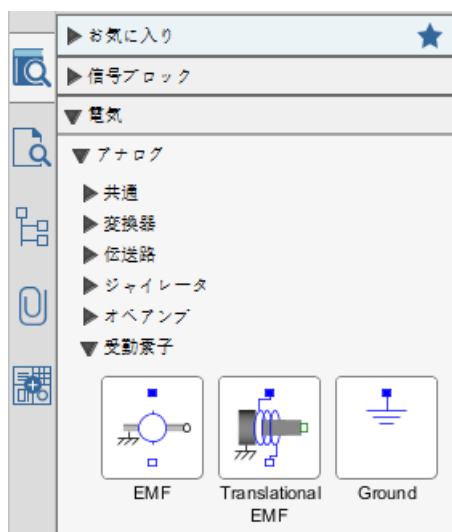 お気に入り
信号ブロック
電気
アナログ
共通
変換器
伝送路
ジャイレータ
オペアンプ
受動素子
EMF
Translational
EMF
Ground